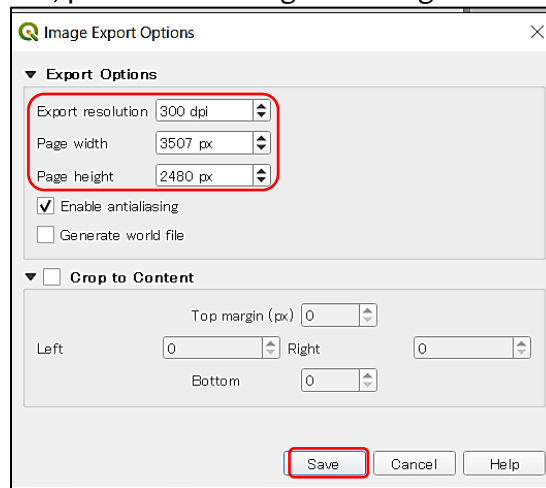 Image Export Options
Export Options
Export resolution 300 dpi
Page width 3507 px
Page height 2480 px
Enable antialiasing
Generate world file
Crop to Content
Top margin (px) 0
Left 0 Right 0
Bottom 0
Save Cancel Help